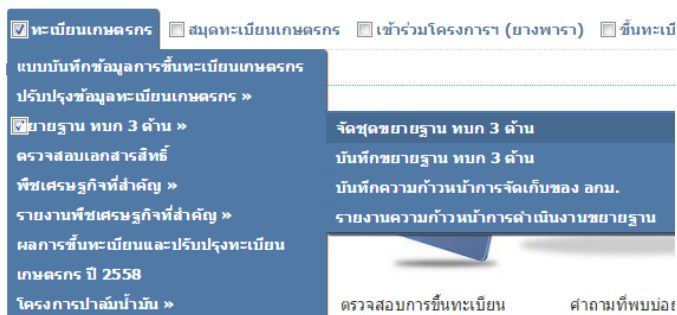 ทะเบียนเกษตรกร สมุดทะเบียนเกษตรกร เข้าร่วมโครงการฯ (ยางพารา)
แบบบันทึกข้อมูลการขึ้นทะเบียนเกษตรกร
ปรับปรุงข้อมูลทะเบียนเกษตรกร »
ขยายฐาน ทบก 3 ด้าน »
จัดชุดขยายฐาน ทบก 3 ด้าน
ตรวจสอบเอกสารสิทธิ์
บันทึกขยายฐาน ทบก 3 ด้าน
พืชเศรษฐกิจที่สำคัญ »
บันทึกความก้าวหน้าการจัดเก็บของ อกม.
รายงานพืชเศรษฐกิจที่สำคัญ »
รายงานความก้าวหน้าการดำเนินงานขยายฐาน
ผลการขึ้นทะเบียนและปรับปรุงทะเบียน
เกษตรกร ปี 2558
โครงการปาล์มน้ำมัน »
ตรวจสอบการขึ้นทะเบียน คำถามที่พบบ่อย